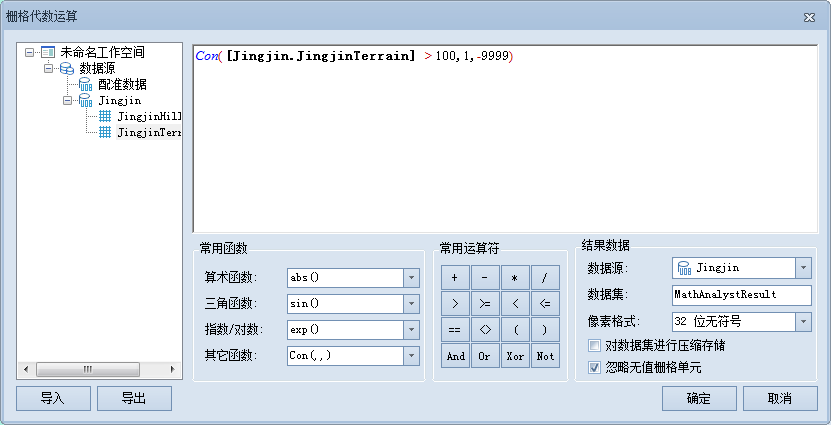 栅格代数运算
未命名工作空间
数据源
配准数据
Jingjin
JingjinHill
JingjinTerr
导入
导出
Con([Jingjin.JingjinTerrain] >100,1,-9999)
常用函数
算术函数: abs()
三角函数: sin()
指数/对数: exp()
其它函数: Con(,,)
常用运算符
+ - * /
> >= < <=
== <> ( )
And Or Xor Not
结果数据
数据源: Jingjin
数据集: MathAnalystResult
像素格式: 32 位无符号
对数据集进行压缩存储
忽略无值栅格单元
确定
取消